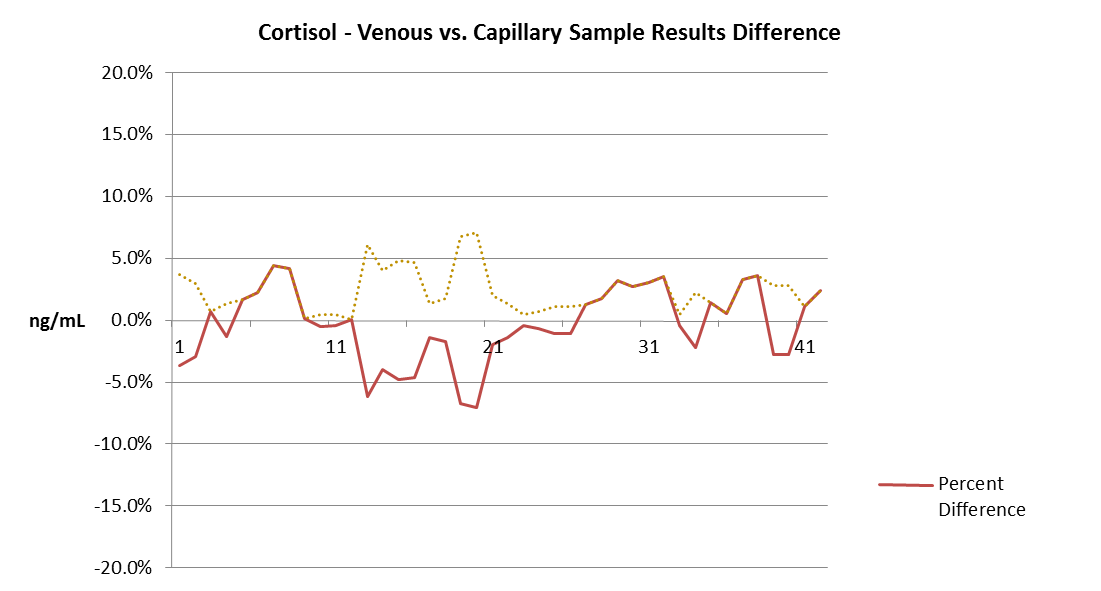 Cortisol - Venous vs. Capillary Sample Results Difference
20.0%
15.0%
10.0%
5.0%
ng/mL 0.0%
1 11 21 31 41
-5.0%
-10.0%
-15.0%
-20.0%
Percent
Difference